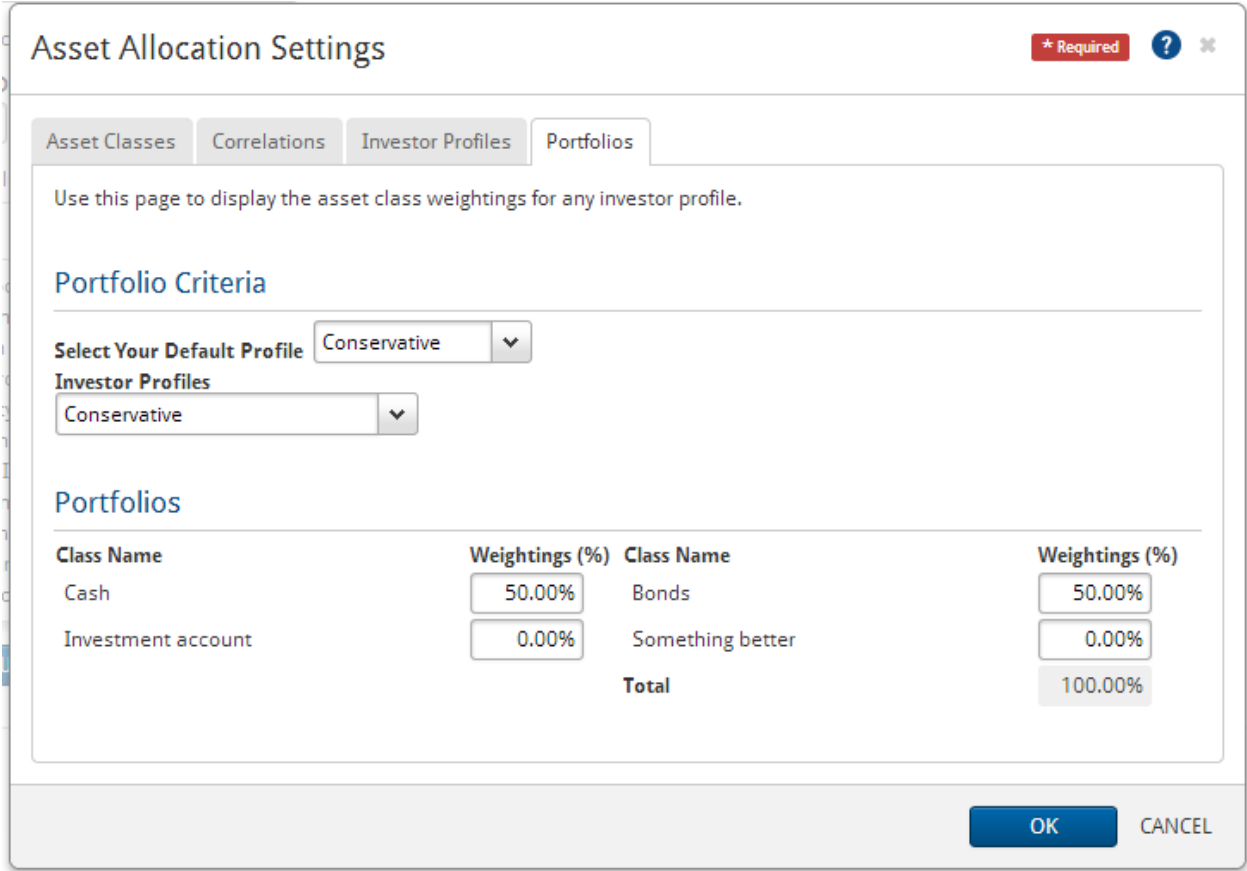 Asset Allocation Settings
* Required
?
Asset Classes
Correlations
Investor Profiles
Portfolios
Use this page to display the asset class weightings for any investor profile.
Portfolio Criteria
Select Your Default Profile Conservative
Investor Profiles
Conservative
Portfolios
Class Name Weightings (%) Class Name Weightings (%)
Cash 50.00% Bonds 50.00%
Investment account 0.00% Something better 0.00%
Total 100.00%
OK CANCEL